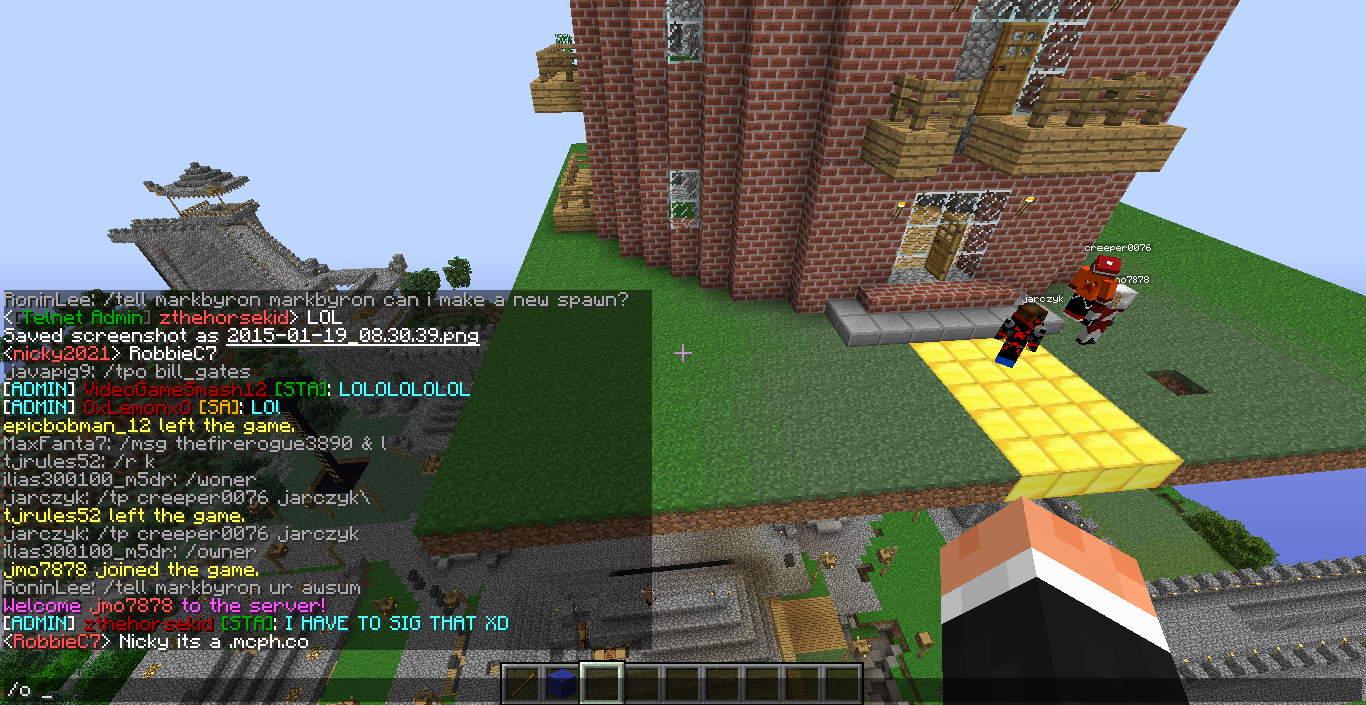 creeper0076
jmo7878
jarczyk
RoninLee: /tell markbyron markbyron can i make a new spawn?
<[Telnet Admin] zthehorsekid> LOL
Saved screenshot as 2015-01-19_08.30.39.png
<nicky2021> RobbieC7
javapig9: /tpo bill_gates
[ADMIN] VideoGameSmash12 [STA]: LOLOLOLOLOL
[ADMIN] OxLemonxO [SA]: LOl
epicbobman_12 left the game.
MaxFanta7: /msg thefirerogue3890 & l
tjrules52: /r k
ilias300100_m5dr: /woner
jarczyk: /tp creeper0076 jarczyk\
tjrules52 left the game.
jarczyk: /tp creeper0076 jarczyk
ilias300100_m5dr: /owner
jmo7878 joined the game.
RoninLee: /tell markbyron ur awsum
Welcome jmo7878 to the server!
[ADMIN] zthehorsekid [STA]: I HAVE TO SIG THAT XD
<RobbieC7> Nicky its a .mcph.co
/o _